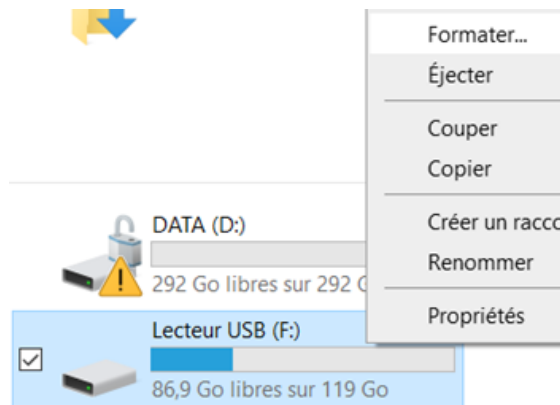 Formater...
Éjecter
Couper
Copier
Créer un racco
Renommer
Propriétés
DATA (D:)
292 Go libres sur 292 G
Lecteur USB (F:)
86,9 Go libres sur 119 Go